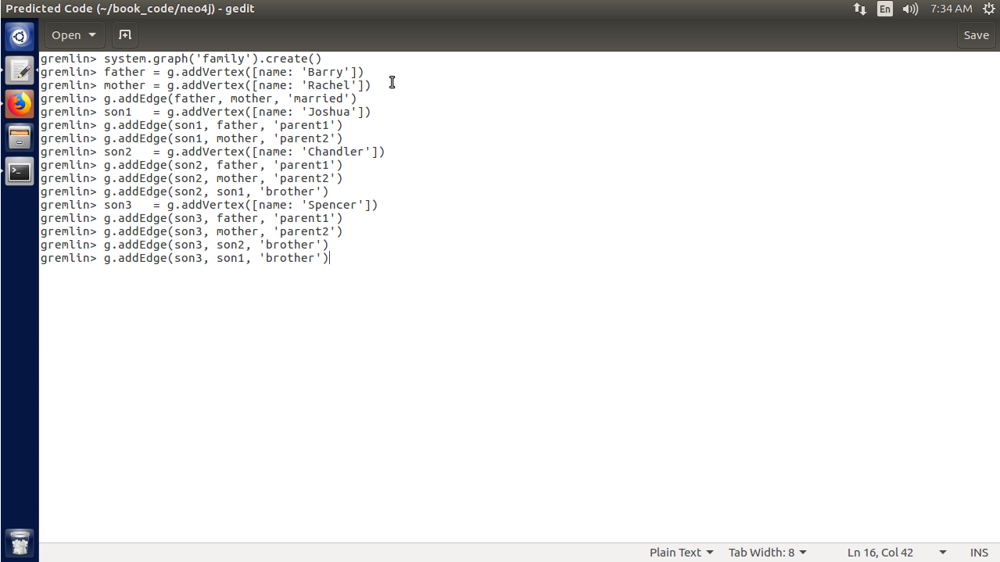 Predicted Code (~/book_code/neo4j) - gedit
En
7:34 AM
Open
Save
gremlin> system.graph('family').create()
gremlin> father = g.addVertex([name: 'Barry'])
gremlin> mother = g.addVertex([name: 'Rachel'])
gremlin> g.addEdge(father, mother, 'married')
gremlin> son1   = g.addVertex([name: 'Joshua'])
gremlin> g.addEdge(son1, father, 'parent1')
gremlin> g.addEdge(son1, mother, 'parent2')
gremlin> son2   = g.addVertex([name: 'Chandler'])
gremlin> g.addEdge(son2, father, 'parent1')
gremlin> g.addEdge(son2, mother, 'parent2')
gremlin> g.addEdge(son2, son1, 'brother')
gremlin> son3   = g.addVertex([name: 'Spencer'])
gremlin> g.addEdge(son3, father, 'parent1')
gremlin> g.addEdge(son3, mother, 'parent2')
gremlin> g.addEdge(son3, son2, 'brother')
gremlin> g.addEdge(son3, son1, 'brother')
Plain Text
Tab Width: 8
Ln 16, Col 42
INS